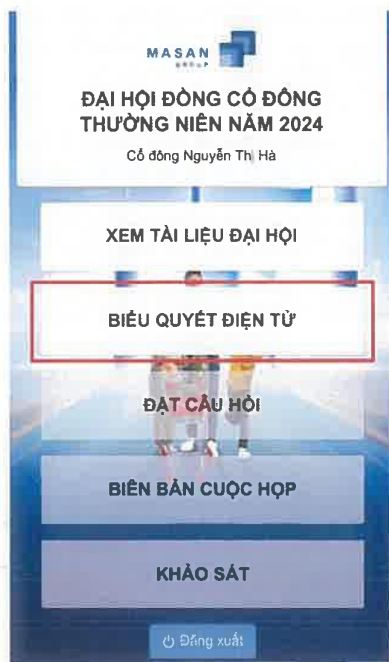 MASAN
GROUP
ĐẠI HỘI ĐỒNG CỔ ĐÔNG
THƯỜNG NIÊN NĂM 2024
Cổ đông Nguyễn Thị Hà
XEM TÀI LIỆU ĐẠI HỘI
BIỂU QUYẾT ĐIỆN TỬ
ĐẶT CÂU HỎI
BIÊN BẢN CUỘC HỌP
KHẢO SÁT
Đăng xuất